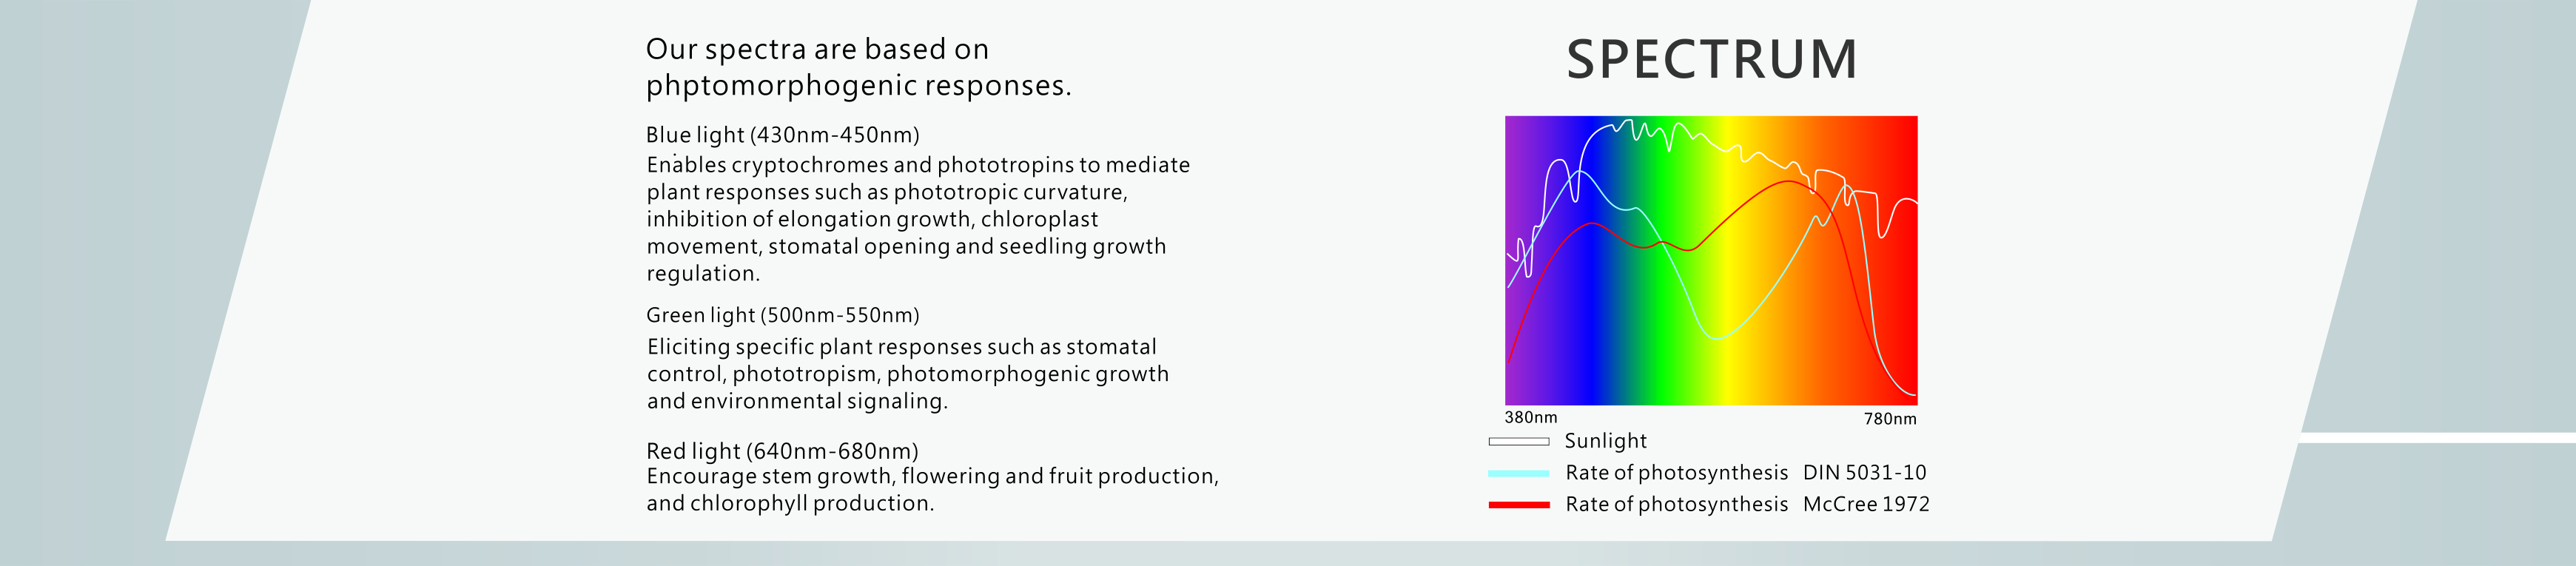 Our spectra are based on
phptomorphogenic responses.
Blue light (430nm-450nm)
Enables cryptochromes and phototropins to mediate
plant responses such as phototropic curvature,
inhibition of elongation growth, chloroplast
movement, stomatal opening and seedling growth
regulation.
Green light (500nm-550nm)
Eliciting specific plant responses such as stomatal
control, phototropism, photomorphogenic growth
and environmental signaling.
Red light (640nm-680nm)
Encourage stem growth, flowering and fruit production,
and chlorophyll production.
SPECTRUM
380nm 780nm
Sunlight
Rate of photosynthesis DIN 5031-10
Rate of photosynthesis McCree 1972